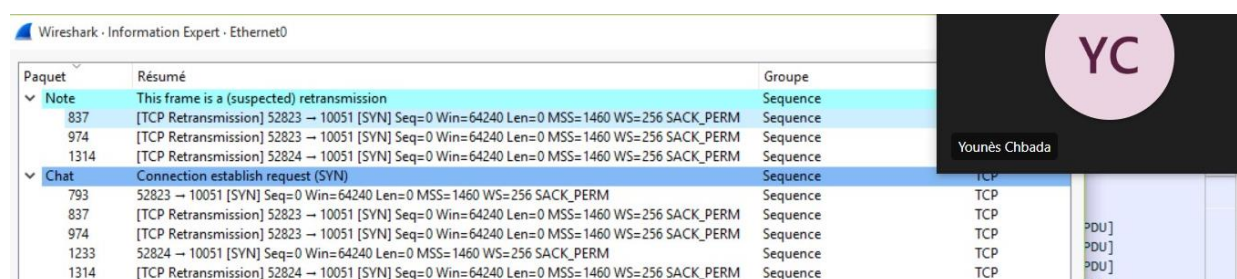 Wireshark · Information Expert · Ethernet0
YC
Younès Chbada
Paquet Résumé Groupe
Note This frame is a (suspected) retransmission Sequence
837 [TCP Retransmission] 52823 → 10051 [SYN] Seq=0 Win=64240 Len=0 MSS=1460 WS=256 SACK_PERM Sequence
974 [TCP Retransmission] 52823 → 10051 [SYN] Seq=0 Win=64240 Len=0 MSS=1460 WS=256 SACK_PERM Sequence
1314 [TCP Retransmission] 52824 → 10051 [SYN] Seq=0 Win=64240 Len=0 MSS=1460 WS=256 SACK_PERM Sequence
Chat Connection establish request (SYN) Sequence TCP
793 52823 → 10051 [SYN] Seq=0 Win=64240 Len=0 MSS=1460 WS=256 SACK_PERM Sequence TCP
837 [TCP Retransmission] 52823 → 10051 [SYN] Seq=0 Win=64240 Len=0 MSS=1460 WS=256 SACK_PERM Sequence TCP
974 [TCP Retransmission] 52823 → 10051 [SYN] Seq=0 Win=64240 Len=0 MSS=1460 WS=256 SACK_PERM Sequence TCP
1233 52824 → 10051 [SYN] Seq=0 Win=64240 Len=0 MSS=1460 WS=256 SACK_PERM Sequence TCP
1314 [TCP Retransmission] 52824 → 10051 [SYN] Seq=0 Win=64240 Len=0 MSS=1460 WS=256 SACK_PERM Sequence TCP
PDU]
PDU]
PDU]